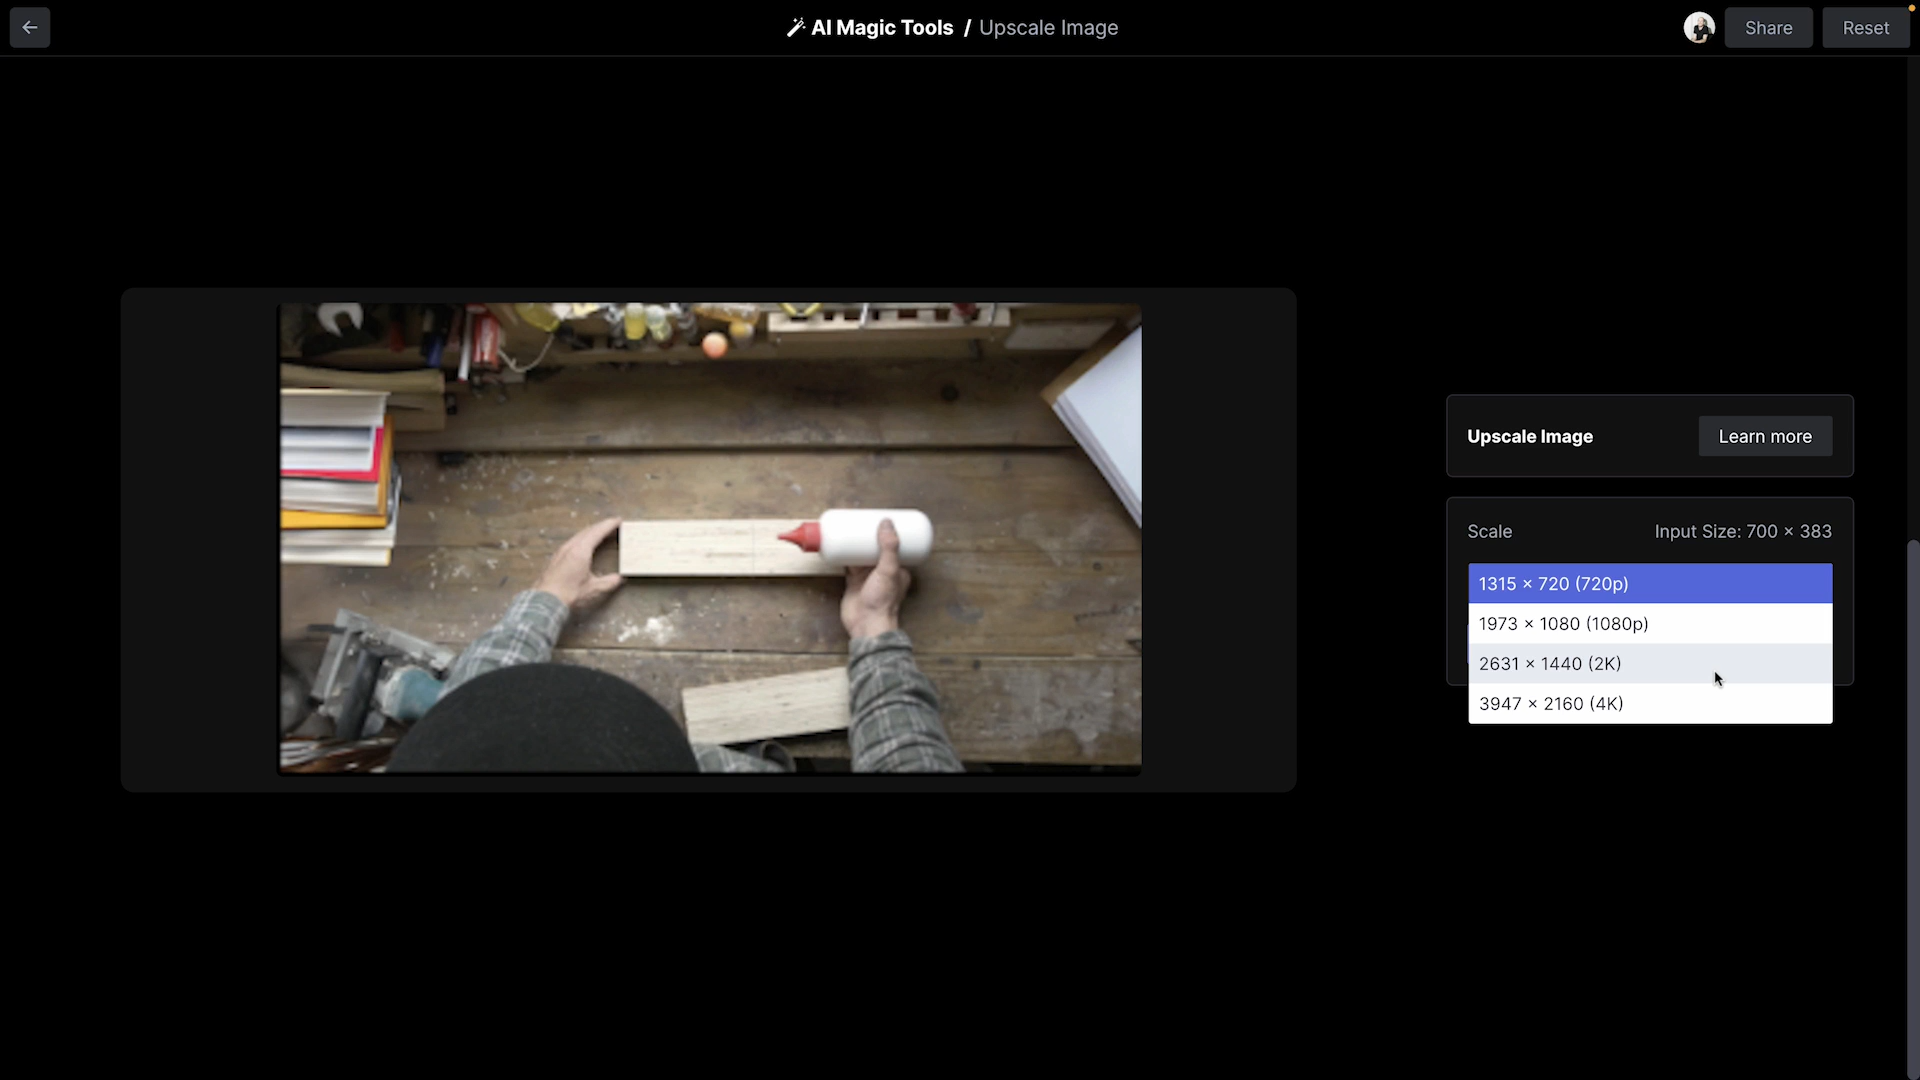 AI Magic Tools / Upscale Image
Share
Reset
Upscale Image
Learn more
Scale
Input Size: 700 × 383
1315 × 720 (720p)
1973 × 1080 (1080p)
2631 × 1440 (2K)
3947 × 2160 (4K)